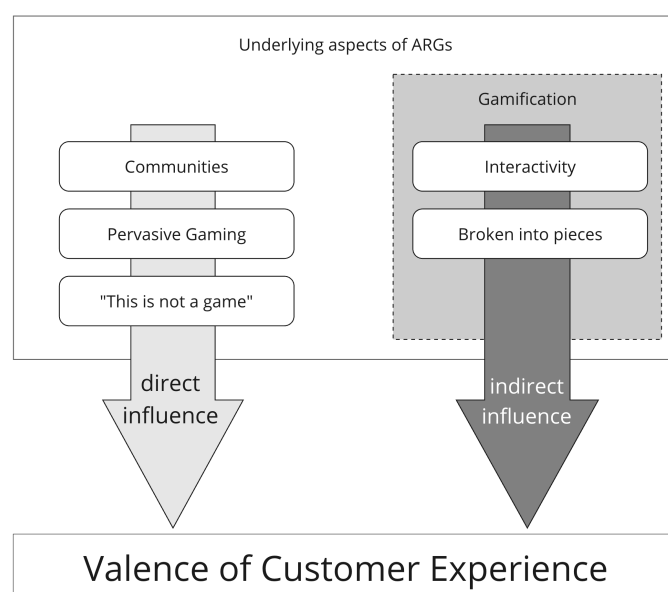 Underlying aspects of ARGs
Gamification
Communities
Interactivity
Pervasive Gaming
Broken into pieces
"This is not a game"
direct
influence
indirect
influence
Valence of Customer Experience